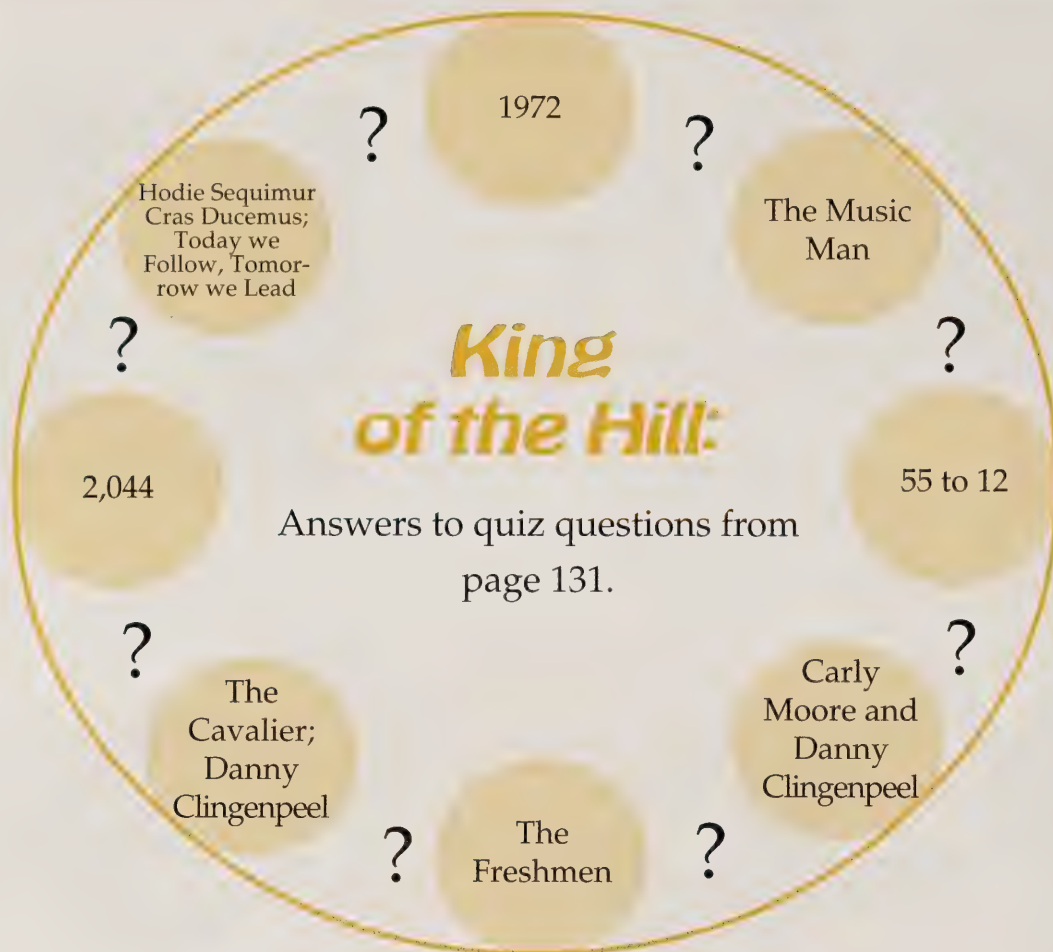 ?
1972
?
Hodie Sequimur
Cras Ducemus;
Today we
Follow, Tomor-
row we Lead
The Music
Man
?
?
King
of the Hill:
2,044
55 to 12
Answers to quiz questions from
page 131.
?
?
The
Cavalier;
Danny
Clingenpeel
Carly
Moore and
Danny
Clingenpeel
?
The
Freshmen
?